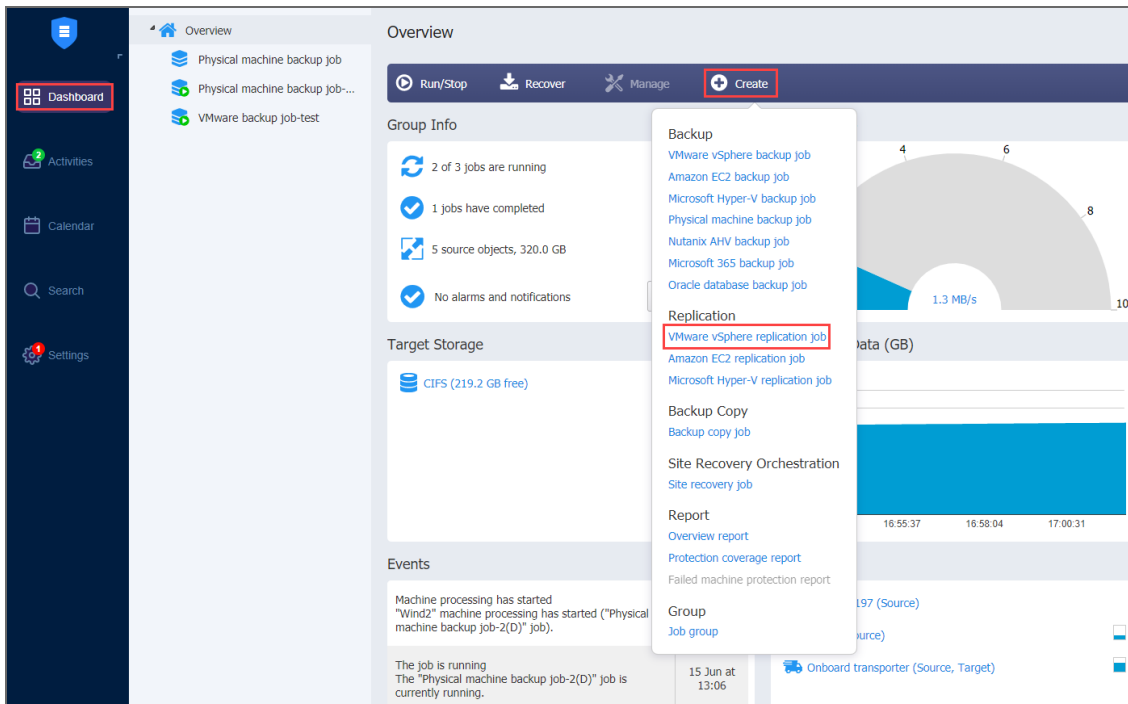 Dashboard
2
Activities
Calendar
Search
1
Settings
Overview
Physical machine backup job
Physical machine backup job-...
VMware backup job-test
Overview
Run/Stop
Recover
Manage
Create
Group Info
2 of 3 jobs are running
1 jobs have completed
5 source objects, 320.0 GB
No alarms and notifications
Target Storage
CIFS (219.2 GB free)
Events
Machine processing has started
"Wind2" machine processing has started ("Physical
machine backup job-2(D)" job).
The job is running
The "Physical machine backup job-2(D)" job is
currently running.
15 Jun at
13:06
Backup
VMware vSphere backup job
Amazon EC2 backup job
Microsoft Hyper-V backup job
Physical machine backup job
Nutanix AHV backup job
Microsoft 365 backup job
Oracle database backup job
Replication
VMware vSphere replication job
Amazon EC2 replication job
Microsoft Hyper-V replication job
Backup Copy
Backup copy job
Site Recovery Orchestration
Site recovery job
Report
Overview report
Protection coverage report
Failed machine protection report
Group
Job group
4
6
8
10
1.3 MB/s
Data (GB)
16:55:37
16:58:04
17:00:31
197 (Source)
Onboard transporter (Source, Target)